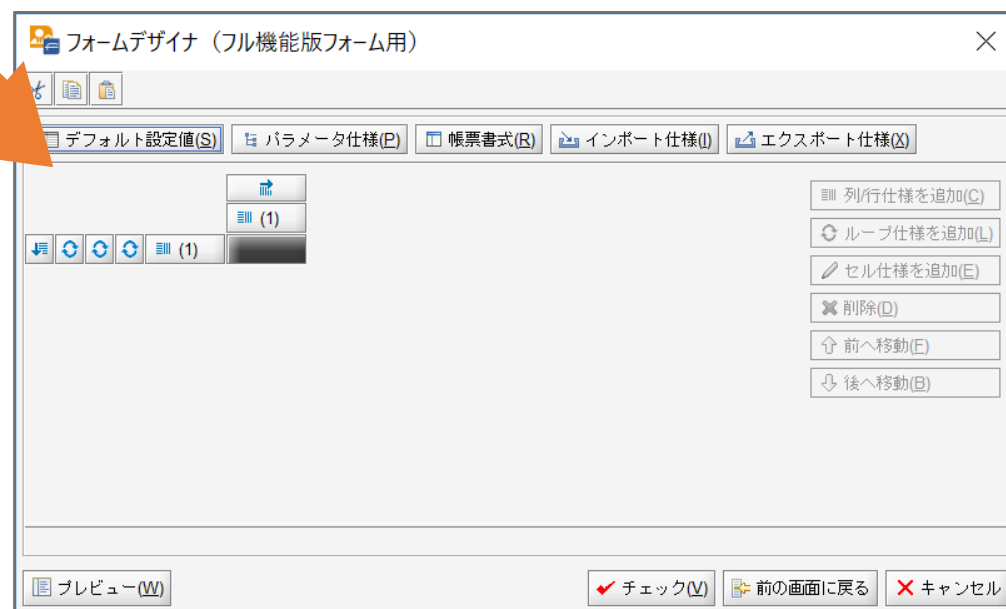 フォームデザイナ（フル機能版フォーム用）
デフォルト設定値(S) パラメータ仕様(P) 帳票書式(R) インポート仕様(I) エクスポート仕様(X)
(1)
(1)
列/行仕様を追加(C)
ループ仕様を追加(L)
セル仕様を追加(E)
削除(D)
前へ移動(F)
後へ移動(B)
プレビュー(W) チェック(V) 前の画面に戻る キャンセル